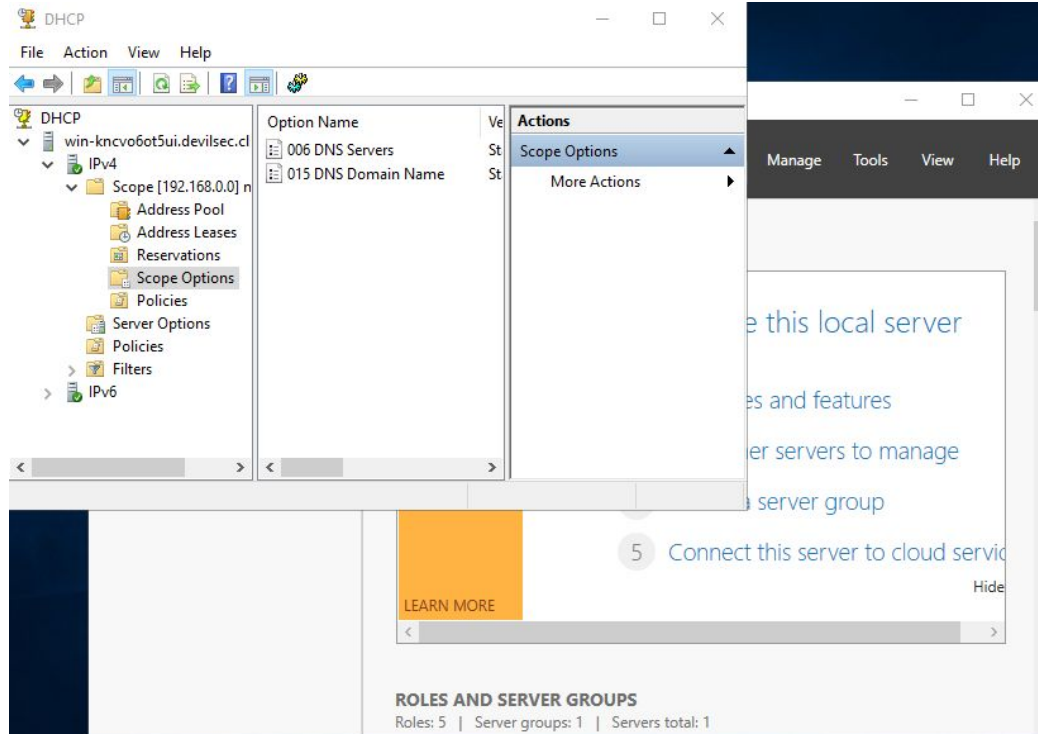 DHCP
File Action View Help
DHCP
win-kncvo6ot5ui.devilsec.cl
IPv4
Scope [192.168.0.0] n
Address Pool
Address Leases
Reservations
Scope Options
Policies
Server Options
Policies
Filters
IPv6
Option Name Ve
006 DNS Servers St
015 DNS Domain Name St
Actions
Scope Options
More Actions
Manage Tools View Help
e this local server
es and features
er servers to manage
a server group
5 Connect this server to cloud servic
Hide
LEARN MORE
ROLES AND SERVER GROUPS
Roles: 5 | Server groups: 1 | Servers total: 1